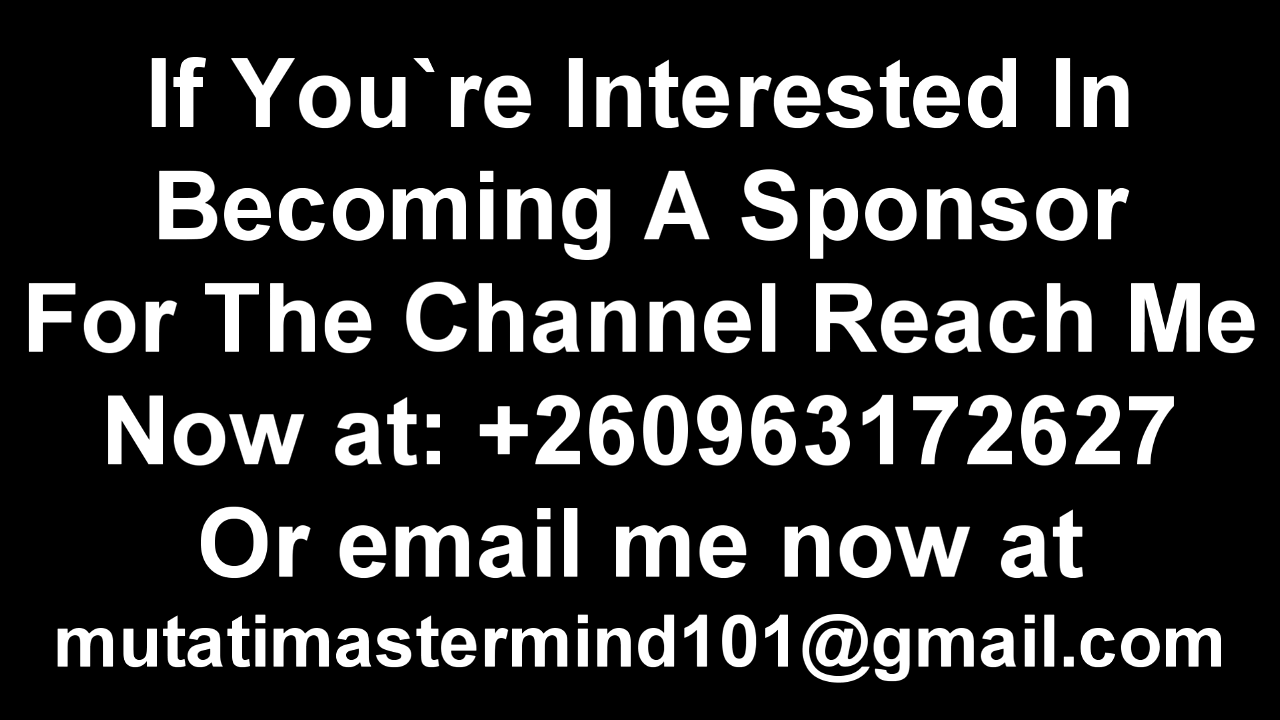 If You`re Interested In
Becoming A Sponsor
For The Channel Reach Me
Now at: +260963172627
Or email me now at
mutatimastermind101@gmail.com